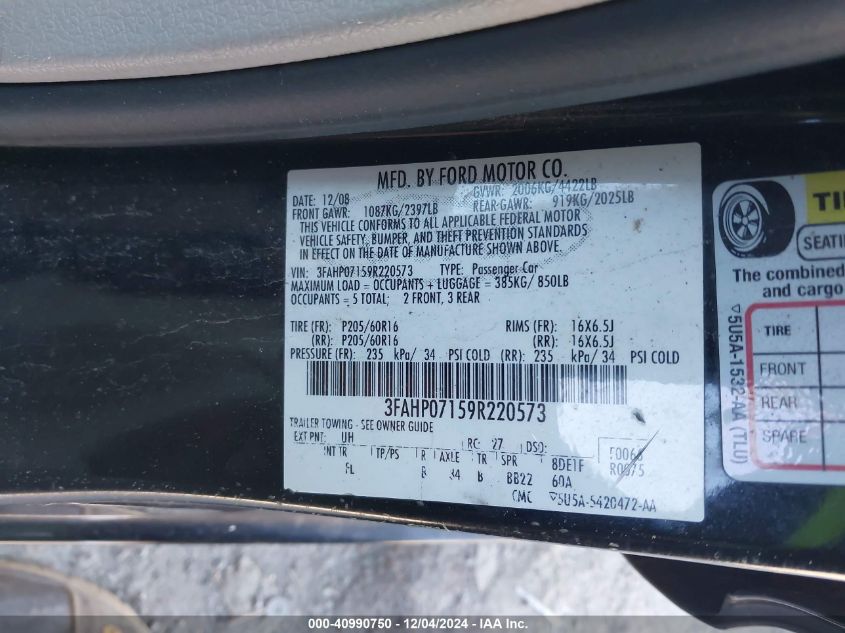 MFD. BY FORD MOTOR CO.
DATE: 12/08 GVWR: 2006KG/4422LB
FRONT GAWR: 1087KG/2397LB REAR-GAWR: 919KG/2025LB
THIS VEHICLE CONFORMS TO ALL APPLICABLE FEDERAL MOTOR
VEHICLE SAFETY, BUMPER, AND THEFT PREVENTION STANDARDS
IN EFFECT ON THE DATE OF MANUFACTURE SHOWN ABOVE.
VIN: 3FAHP07159R220573 TYPE: Passenger Car
MAXIMUM LOAD = OCCUPANTS + LUGGAGE = 385KG/ 850LB
OCCUPANTS = 5 TOTAL; 2 FRONT, 3 REAR
TIRE (FR): P205/60R16 RIMS (FR): 16X6.5J
(RR): P205/60R16 (RR): 16X6.5J
PRESSURE (FR): 235 kPa/ 34 PSI COLD (RR): 235 kPa/ 34 PSI COLD
3FAHP07159R220573
TRAILER TOWING - SEE OWNER GUIDE
EXT PNT: UH RC: 27 DSO:
INT TR TP/PS R AXLE TR SPR 8DE1F
FL B 34 B BB22 60A
CMC ▽5U5A-5420472-AA
SEATI
The combined
and cargo
TIRE
FRONT
REAR
SPARE
▽5U5A-1532-AA (TLU)
000-40990750 - 12/04/2024 - IAA Inc.